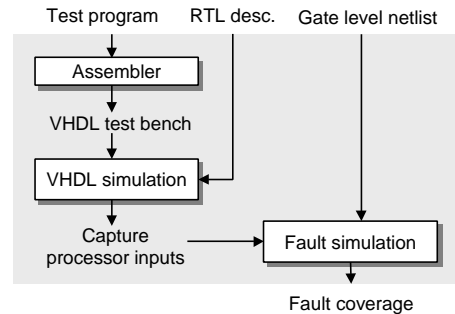 Test program
RTL desc.
Gate level netlist
Assembler
VHDL test bench
VHDL simulation
Capture
processor inputs
Fault simulation
Fault coverage